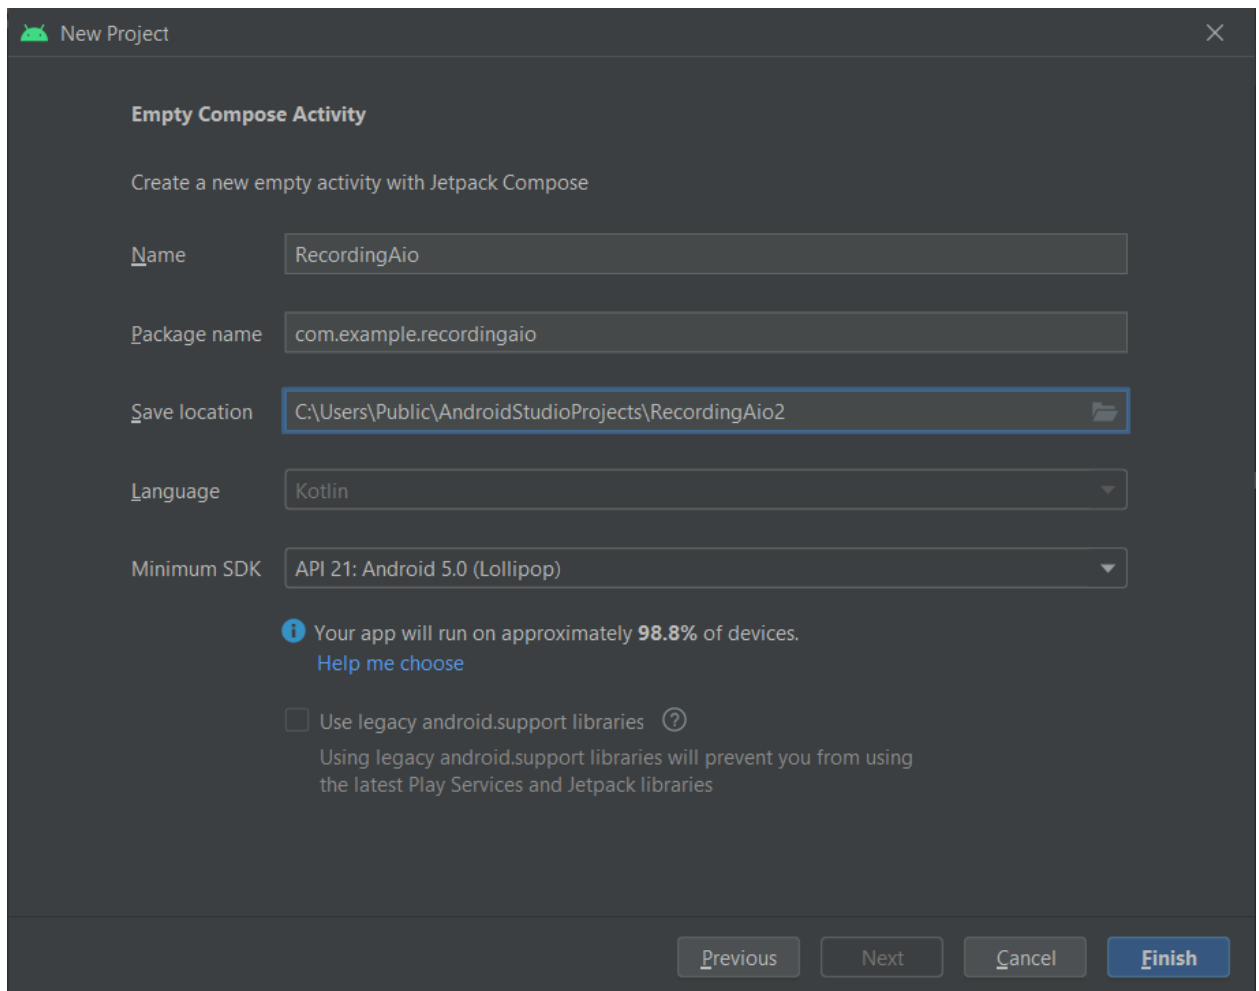 New Project
Empty Compose Activity
Create a new empty activity with Jetpack Compose
Name RecordingAio
Package name com.example.recordingaio
Save location C:\Users\Public\AndroidStudioProjects\RecordingAio2
Language Kotlin
Minimum SDK API 21: Android 5.0 (Lollipop)
Your app will run on approximately 98.8% of devices.
Help me choose
Use legacy android.support libraries
Using legacy android.support libraries will prevent you from using
the latest Play Services and Jetpack libraries
Previous Next Cancel Finish